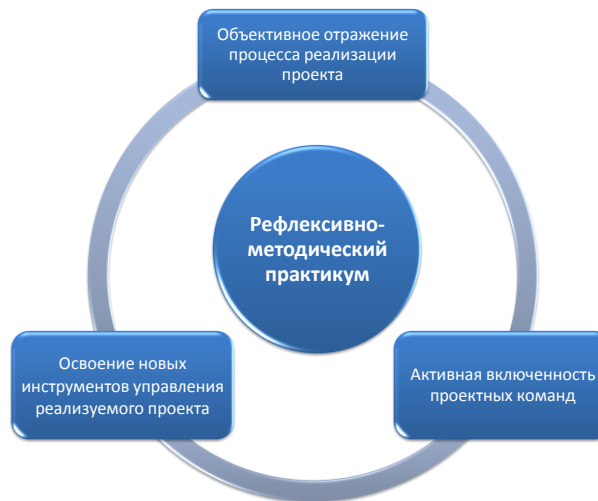 Объективное отражение
процесса реализации
проекта
Рефлексивно-
методический
практикум
Освоение новых
инструментов управления
реализуемого проекта
Активная включенность
проектных команд